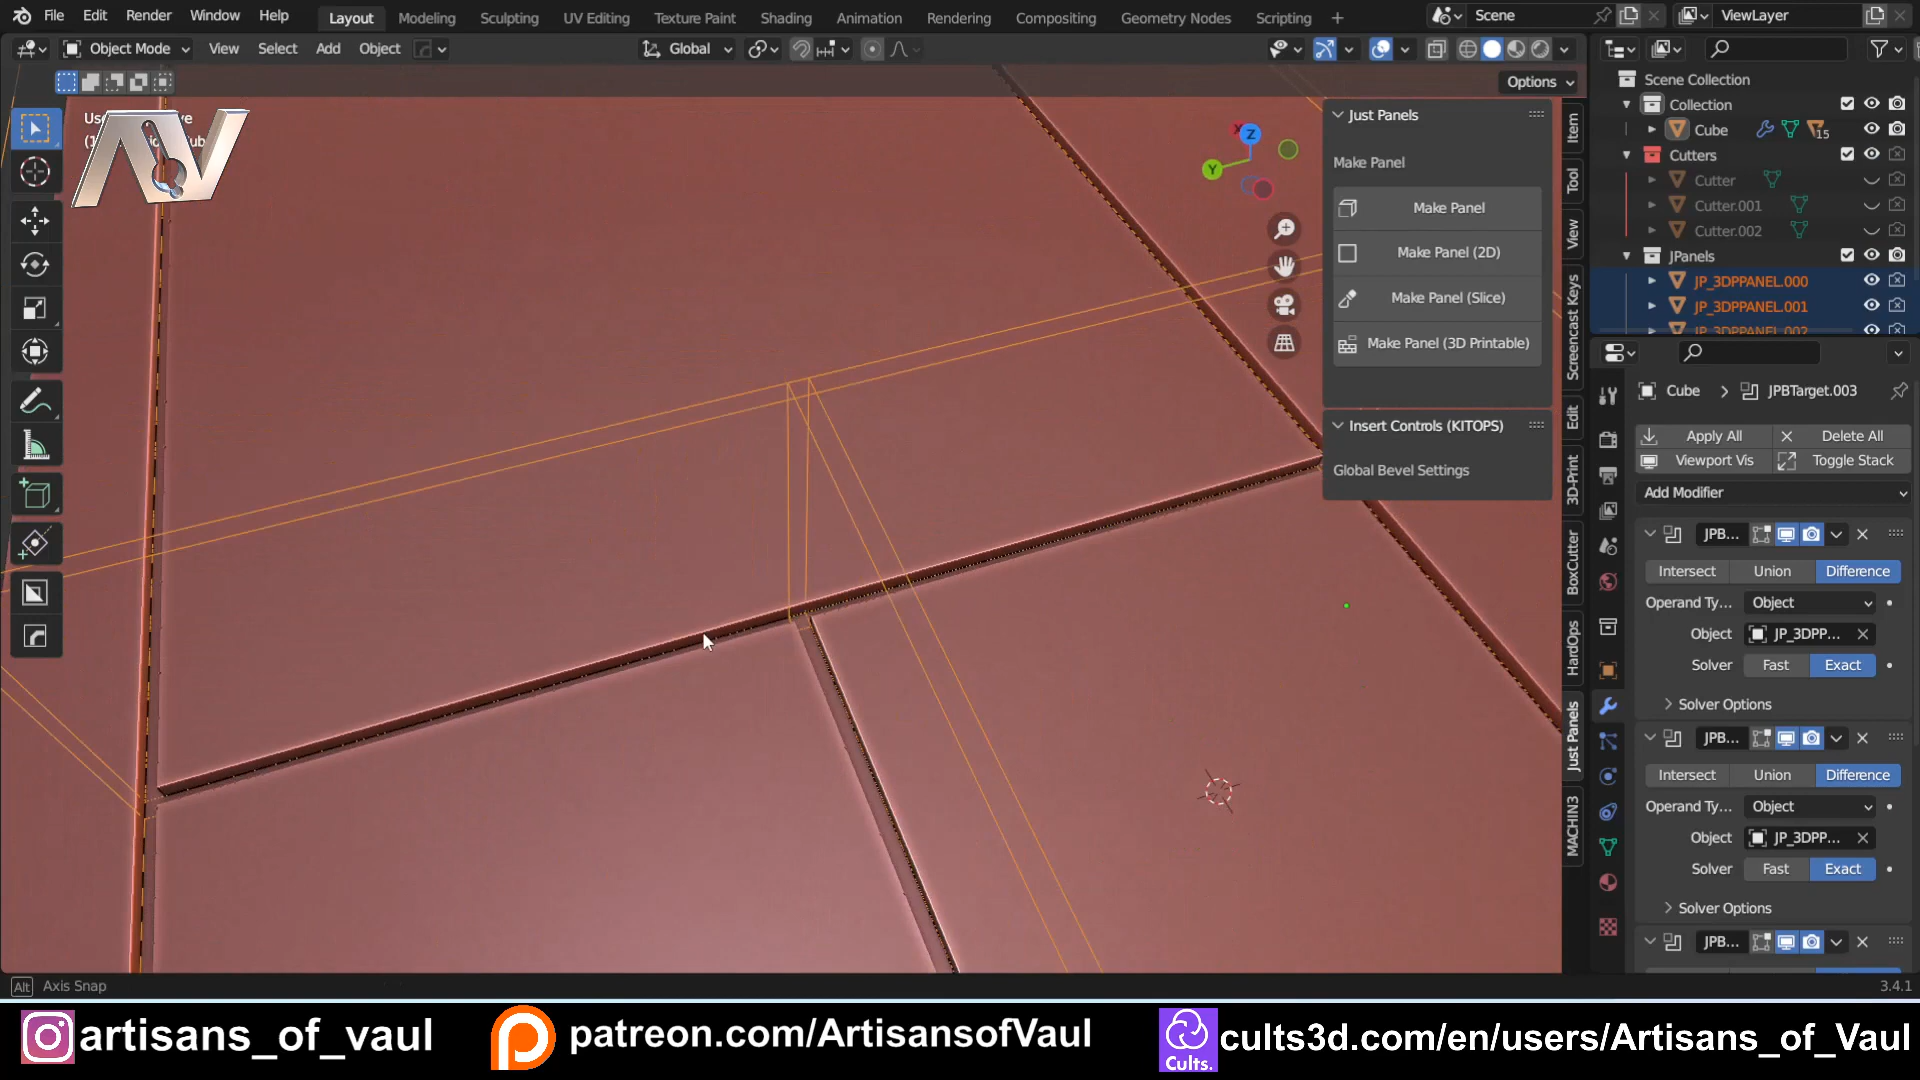 File Edit Render Window Help Layout Modeling Sculpting UV Editing Texture Paint Shading Animation Rendering Compositing Geometry Nodes Scripting + Scene ViewLayer
Object Mode View Select Add Object Global
Options
(1
Just Panels
Make Panel
Make Panel
Make Panel (2D)
Make Panel (Slice)
Make Panel (3D Printable)
Insert Controls (KITOPS)
Global Bevel Settings
Z
Y
X
Item
Tool
View
Screencast Keys
Edit
3D-Print
BoxCutter
HardOps
Just Panels
MACHIN3
Scene Collection
Collection
Cube 15
Cutters
Cutter
Cutter.001
Cutter.002
JPanels
JP_3DPPANEL.000
JP_3DPPANEL.001
JP_3DPPANEL.002
Cube > JPBTarget.003
Apply All Delete All
Viewport Vis Toggle Stack
Add Modifier
JPB...
Intersect Union Difference
Operand Ty... Object
Object JP_3DPP...
Solver Fast Exact
Solver Options
JPB...
Intersect Union Difference
Operand Ty... Object
Object JP_3DPP...
Solver Fast Exact
Solver Options
JPB...
Alt Axis Snap
3.4.1
artisans_of_vaul patreon.com/ArtisansofVaul Cults. cults3d.com/en/users/Artisans_of_Vaul